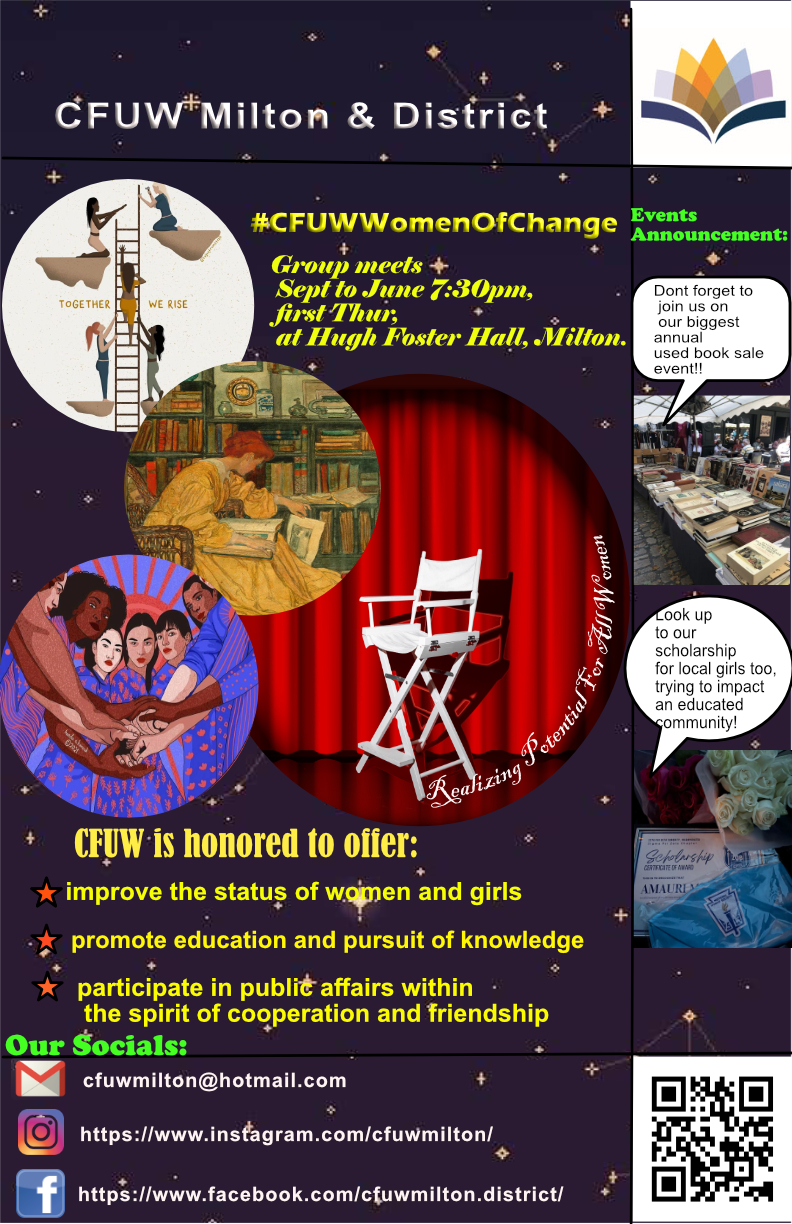 CFUW Milton & District
#CFUWWomenOfChange
Group meets
Sept to June 7:30pm,
first Thur,
at Hugh Foster Hall, Milton.
TOGETHER WE RISE
Realizing Potential For All Women
Events
Announcement:
Dont forget to
join us on
our biggest
annual
used book sale
event!!
Look up
to our
scholarship
for local girls too,
trying to impact
an educated
community!
Scholarship
CERTIFICATE OF AWARD
CFUW is honored to offer:
improve the status of women and girls
promote education and pursuit of knowledge
participate in public affairs within
the spirit of cooperation and friendship
Our Socials:
cfuwmilton@hotmail.com
https://www.instagram.com/cfuwmilton/
https://www.facebook.com/cfuwmilton.district/